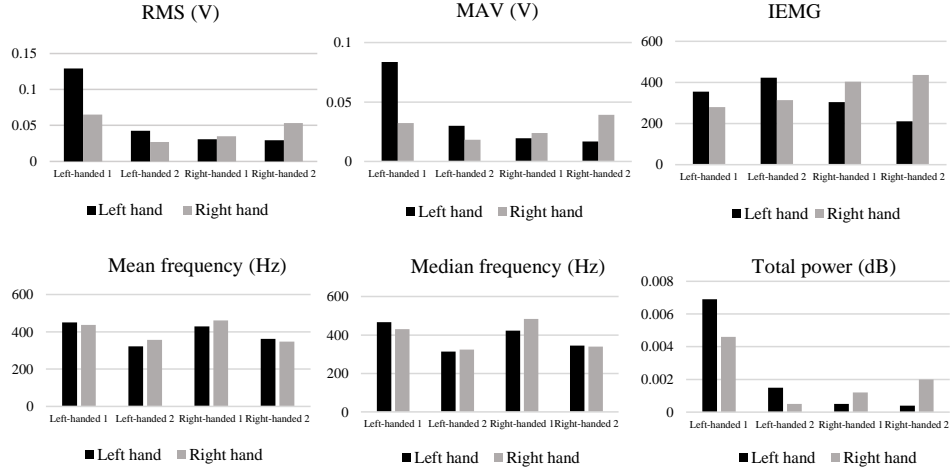 RMS (V)
0.15
0.1
0.05
0
Left-handed 1 Left-handed 2 Right-handed 1 Right-handed 2
Left hand Right hand
MAV (V)
0.1
0.05
0
Left-handed 1 Left-handed 2 Right-handed 1 Right-handed 2
Left hand Right hand
IEMG
600
400
200
0
Left-handed 1 Left-handed 2 Right-handed 1 Right-handed 2
Left hand Right hand
Mean frequency (Hz)
600
400
200
0
Left-handed 1 Left-handed 2 Right-handed 1 Right-handed 2
Left hand Right hand
Median frequency (Hz)
600
400
200
0
Left-handed 1 Left-handed 2 Right-handed 1 Right-handed 2
Left hand Right hand
Total power (dB)
0.008
0.006
0.004
0.002
0
Left-handed 1 Left-handed 2 Right-handed 1 Right-handed 2
Left hand Right hand